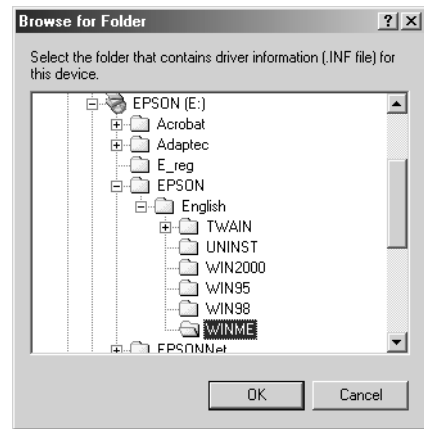 Browse for Folder
Select the folder that contains driver information (.INF file) for
this device.
EPSON (E:)
Acrobat
Adaptec
E_reg
EPSON
English
TWAIN
UNINST
WIN2000
WIN95
WIN98
WINME
EPSONNet
OK Cancel